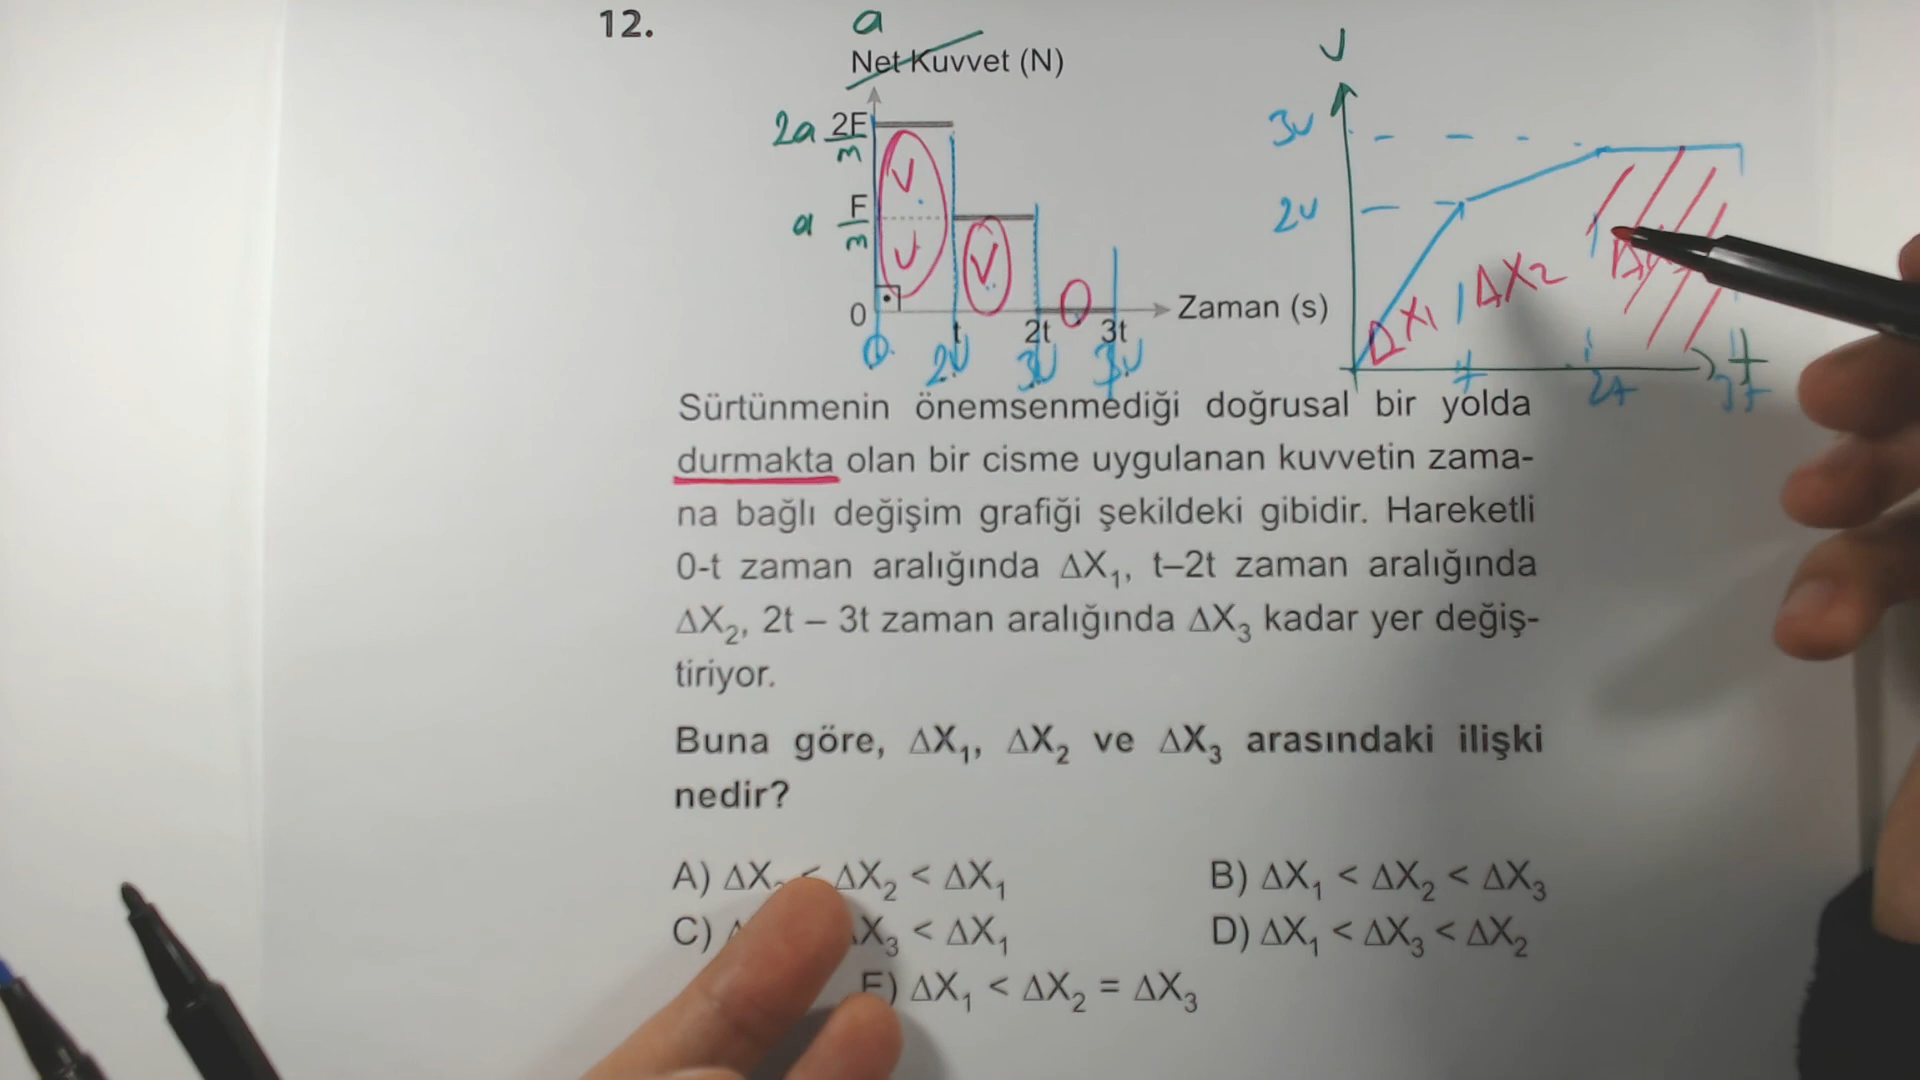 12.
a
Net Kuvvet (N)
2a 2F/m
a F/m
V
V
V
0
0
t
2t
3t
Zaman (s)
0
2V
3V
3V
V
3V
2V
ΔX1
ΔX2
t
2t
3t
t
Sürtünmenin önemsenmediği doğrusal bir yolda
durmakta olan bir cisme uygulanan kuvvetin zama-
na bağlı değişim grafiği şekildeki gibidir. Hareketli
0-t zaman aralığında ΔX₁, t–2t zaman aralığında
ΔX₂, 2t – 3t zaman aralığında ΔX₃ kadar yer değiş-
tiriyor.
Buna göre, ΔX₁, ΔX₂ ve ΔX₃ arasındaki ilişki
nedir?
A) ΔX < ΔX₂ < ΔX₁
B) ΔX₁ < ΔX₂ < ΔX₃
C) X₃ < ΔX₁
D) ΔX₁ < ΔX₃ < ΔX₂
E) ΔX₁ < ΔX₂ = ΔX₃